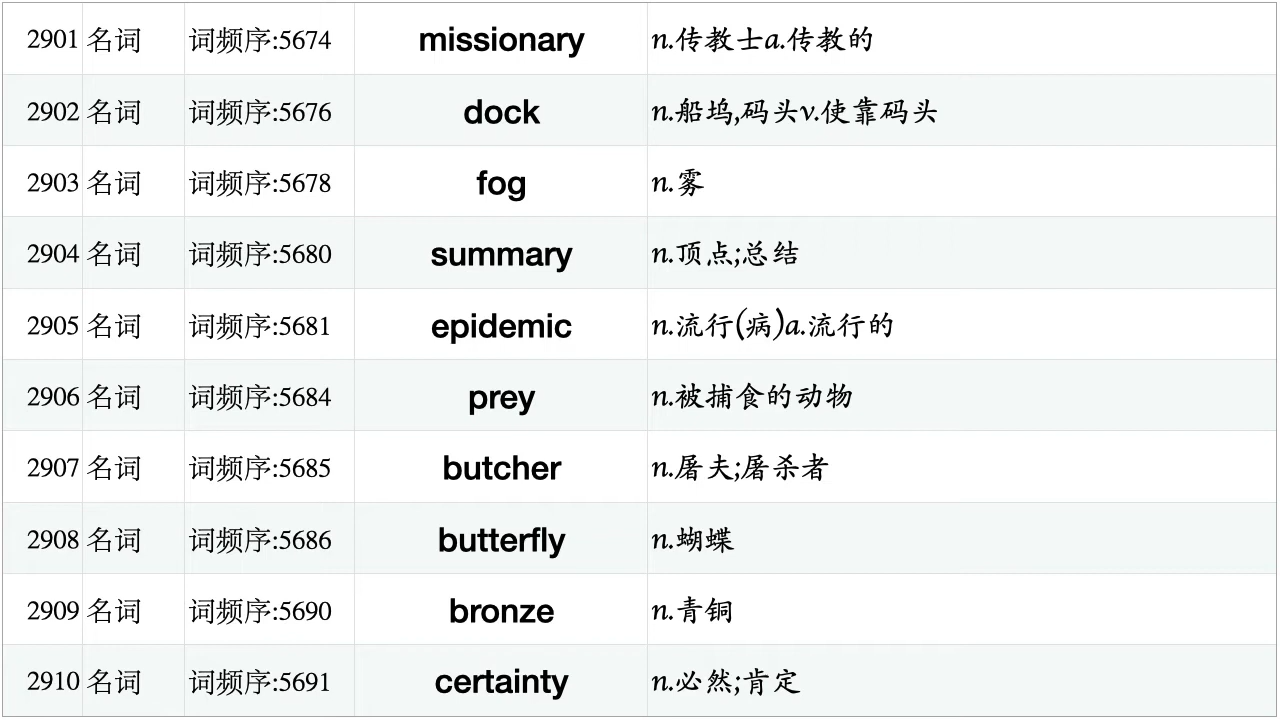 2901 名词 词频序:5674 missionary n.传教士a.传教的
2902 名词 词频序:5676 dock n.船坞,码头v.使靠码头
2903 名词 词频序:5678 fog n.雾
2904 名词 词频序:5680 summary n.顶点;总结
2905 名词 词频序:5681 epidemic n.流行(病)a.流行的
2906 名词 词频序:5684 prey n.被捕食的动物
2907 名词 词频序:5685 butcher n.屠夫;屠杀者
2908 名词 词频序:5686 butterfly n.蝴蝶
2909 名词 词频序:5690 bronze n.青铜
2910 名词 词频序:5691 certainty n.必然;肯定